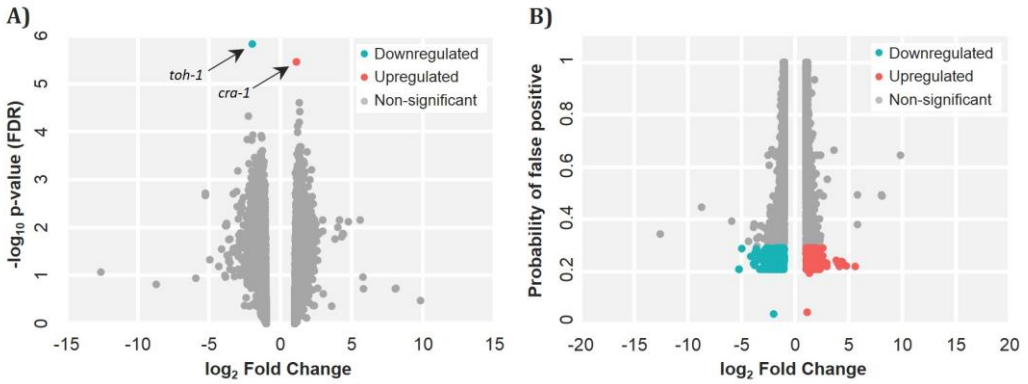 A)
6
5
4
3
2
1
0
-log₁₀ p-value (FDR)
toh-1
cra-1
Downregulated
Upregulated
Non-significant
-15 -10 -5 0 5 10 15
log₂ Fold Change
B)
1
0.8
0.6
0.4
0.2
0
Probability of false positive
Downregulated
Upregulated
Non-significant
-20 -15 -10 -5 0 5 10 15 20
log₂ Fold Change